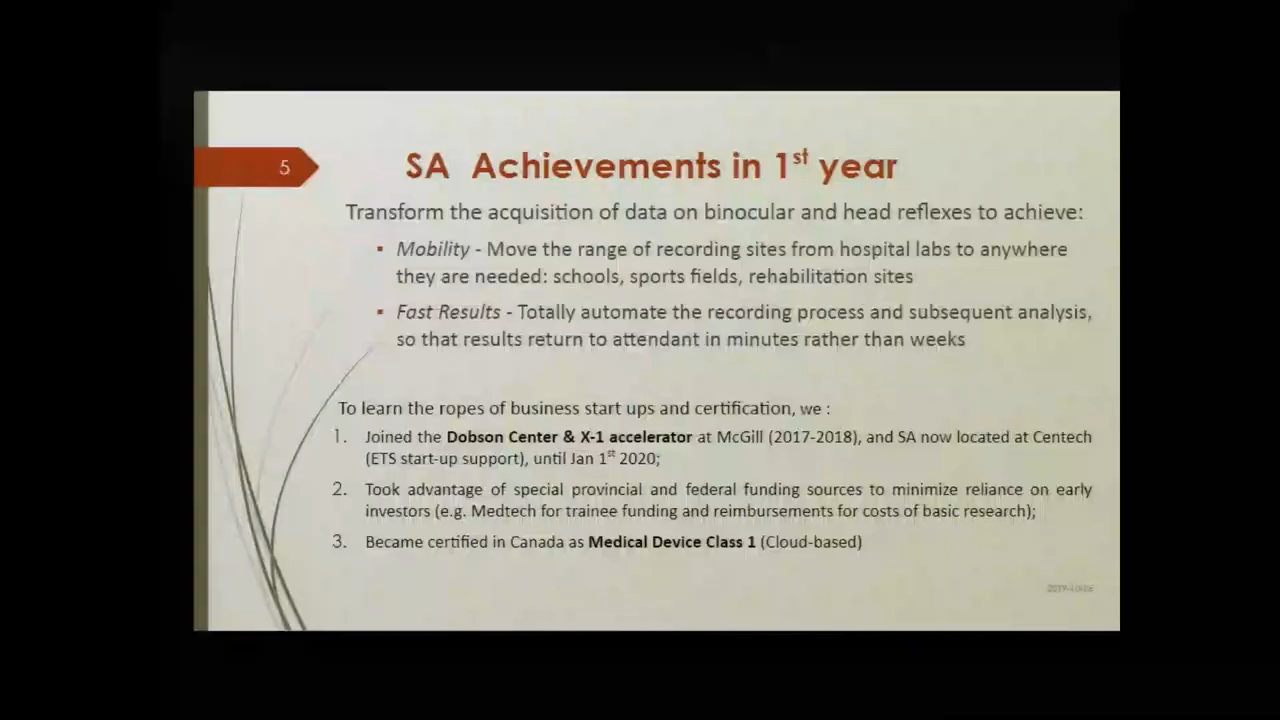 5
SA Achievements in 1st year
Transform the acquisition of data on binocular and head reflexes to achieve:
▪ Mobility - Move the range of recording sites from hospital labs to anywhere
they are needed: schools, sports fields, rehabilitation sites
▪ Fast Results - Totally automate the recording process and subsequent analysis,
so that results return to attendant in minutes rather than weeks
To learn the ropes of business start ups and certification, we :
1. Joined the Dobson Center & X-1 accelerator at McGill (2017-2018), and SA now located at Centech
(ETS start-up support), until Jan 1st 2020;
2. Took advantage of special provincial and federal funding sources to minimize reliance on early
investors (e.g. Medtech for trainee funding and reimbursements for costs of basic research);
3. Became certified in Canada as Medical Device Class 1 (Cloud-based)